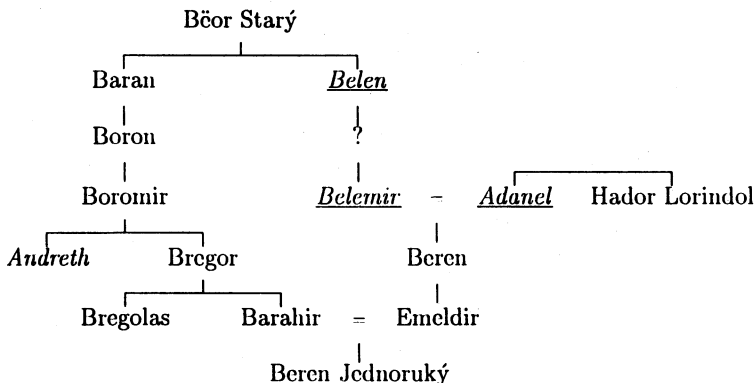 Bëor Starý
Baran Belen
Boron ?
Boromir Belemir – Adanel Hador Lorindol
Andreth Bregor Beren
Bregolas Barahir = Emeldir
Beren Jednoruký